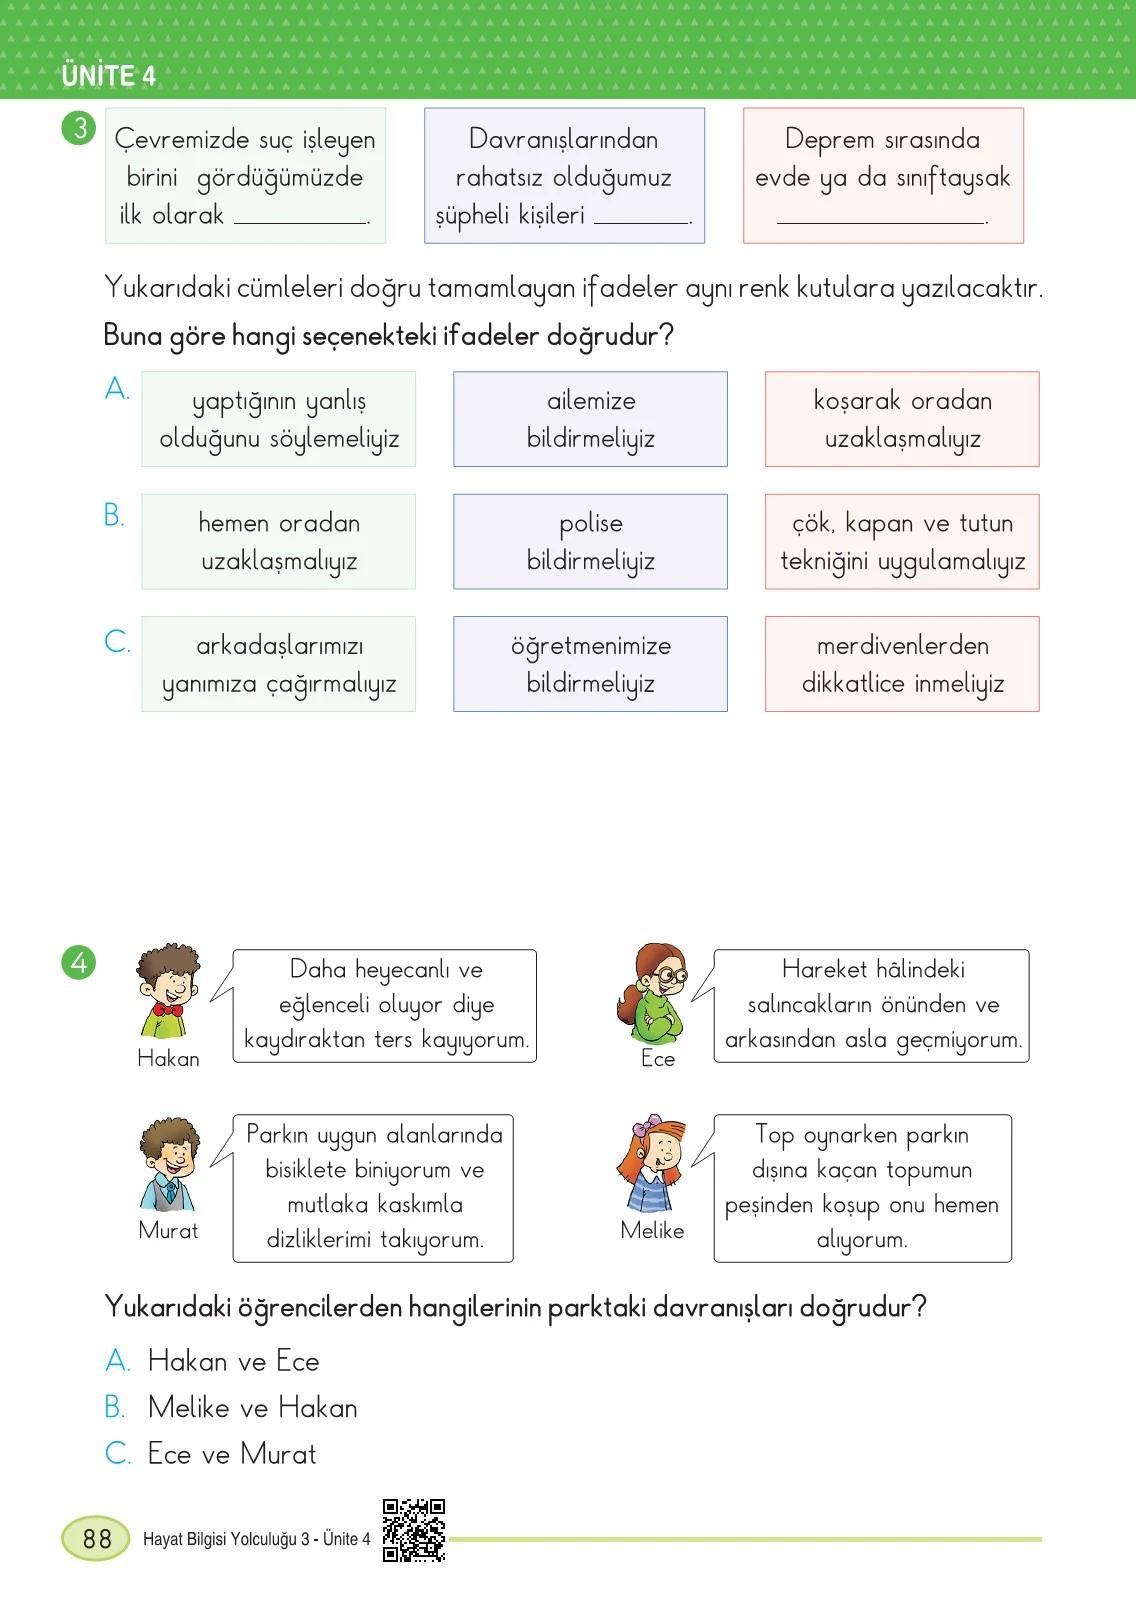 ÜNİTE 4
3
Çevremizde suç işleyen
birini gördüğümüzde
ilk olarak ___________.
Davranışlarından
rahatsız olduğumuz
şüpheli kişileri ________.
Deprem sırasında
evde ya da sınıftaysak
_________________.
Yukarıdaki cümleleri doğru tamamlayan ifadeler aynı renk kutulara yazılacaktır.
Buna göre hangi seçenekteki ifadeler doğrudur?
A.
yaptığının yanlış
olduğunu söylemeliyiz
ailemize
bildirmeliyiz
koşarak oradan
uzaklaşmalıyız
B.
hemen oradan
uzaklaşmalıyız
polise
bildirmeliyiz
çök, kapan ve tutun
tekniğini uygulamalıyız
C.
arkadaşlarımızı
yanımıza çağırmalıyız
öğretmenimize
bildirmeliyiz
merdivenlerden
dikkatlice inmeliyiz
4
Daha heyecanlı ve
eğlenceli oluyor diye
kaydıraktan ters kayıyorum.
Hakan
Hareket hâlindeki
salıncakların önünden ve
arkasından asla geçmiyorum.
Ece
Parkın uygun alanlarında
bisiklete biniyorum ve
mutlaka kaskımla
dizliklerimi takıyorum.
Murat
Top oynarken parkın
dışına kaçan topumun
peşinden koşup onu hemen
alıyorum.
Melike
Yukarıdaki öğrencilerden hangilerinin parktaki davranışları doğrudur?
A. Hakan ve Ece
B. Melike ve Hakan
C. Ece ve Murat
88 Hayat Bilgisi Yolculuğu 3 - Ünite 4